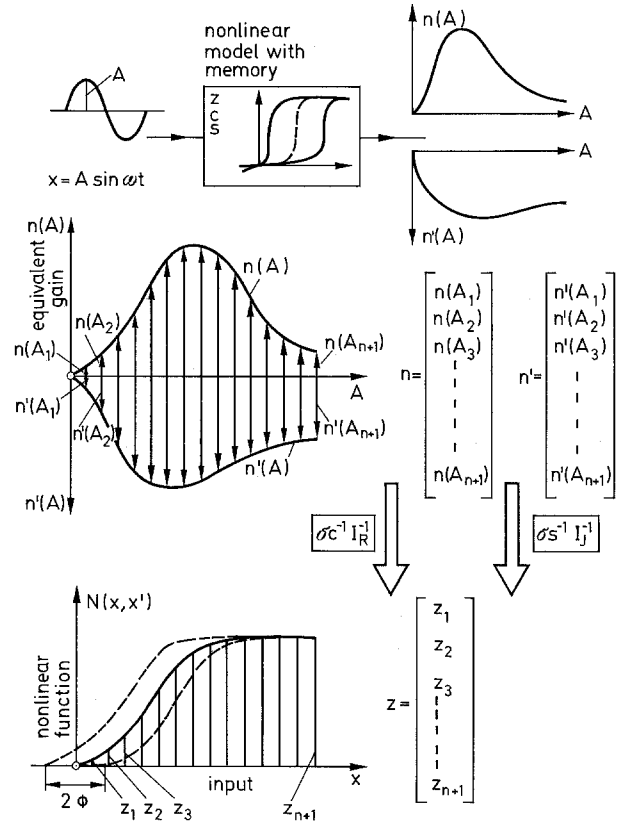 nonlinear
model with
memory
n(A)
A
A
z
c
s
A
x = A sin ωt
n'(A)
n(A)
equivalent
gain
n(A)
n(A₂)
n(A₁)
n(Aₙ₊₁)
A
n'(A₁)
n'(A₂)
n'(Aₙ₊₁)
n'(A)
n'(A)
n =
n(A₁)
n(A₂)
n(A₃)
n(Aₙ₊₁)
n' =
n'(A₁)
n'(A₂)
n'(A₃)
n'(Aₙ₊₁)
σc⁻¹ I_R⁻¹
σs⁻¹ I_J⁻¹
N(x,x')
nonlinear
function
input
x
2 Φ
z₁ z₂ z₃
zₙ₊₁
z =
z₁
z₂
z₃
zₙ₊₁